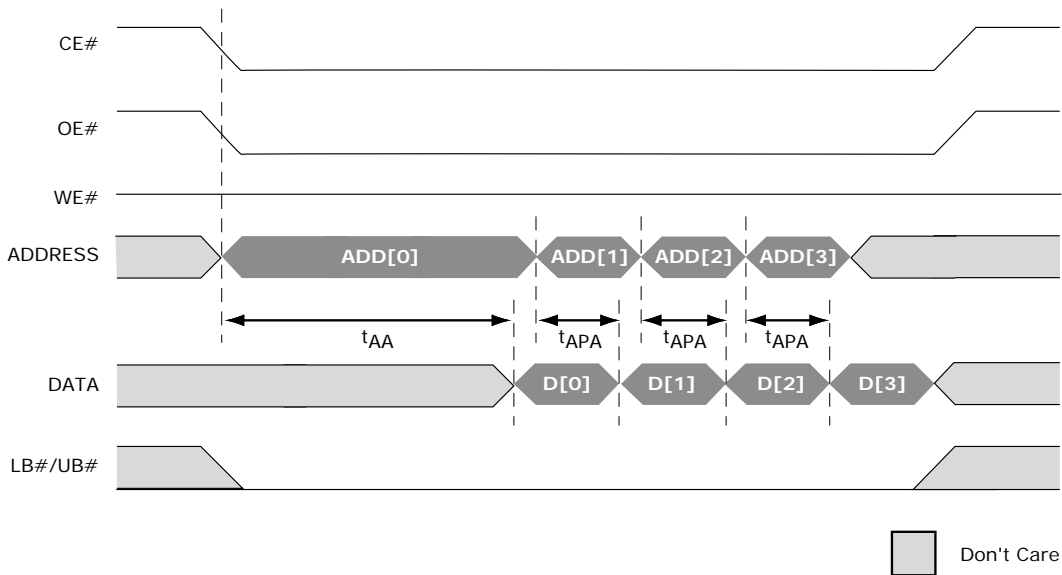 CE#
OE#
WE#
ADDRESS
ADD[0] ADD[1] ADD[2] ADD[3]
tAA tAPA tAPA tAPA
DATA
D[0] D[1] D[2] D[3]
LB#/UB#
Don't Care